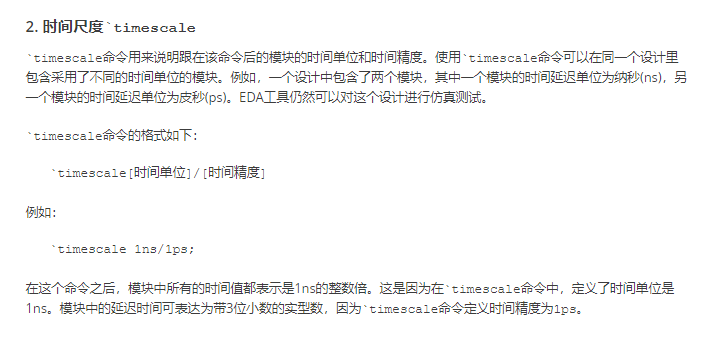 2. 时间尺度`timescale
`timescale命令用来说明跟在该命令后的模块的时间单位和时间精度。使用`timescale命令可以在同一个设计里
包含采用了不同的时间单位的模块。例如，一个设计中包含了两个模块，其中一个模块的时间延迟单位为纳秒(ns)，另
一个模块的时间延迟单位为皮秒(ps)。EDA工具仍然可以对这个设计进行仿真测试。
`timescale命令的格式如下：
`timescale[时间单位]/[时间精度]
例如：
`timescale 1ns/1ps;
在这个命令之后，模块中所有的时间值都表示是1ns的整数倍。这是因为在`timescale命令中，定义了时间单位是
1ns。模块中的延迟时间可表达为带3位小数的实型数，因为`timescale命令定义时间精度为1ps。